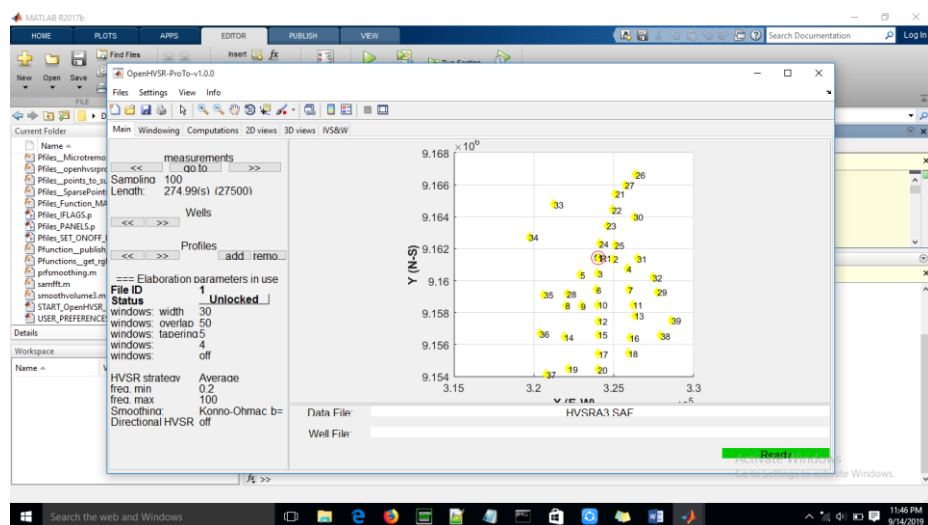 MATLAB R2017b
HOME PLOTS APPS EDITOR PUBLISH VIEW Search Documentation Log In
New Open Save Find Files Insert fx Run Section
FILE
Current Folder
Name
Pfiles__Microtremo
Pfiles__openhvsrpro
Pfiles__points_to_su
Pfiles_SparsePoint
Pfiles_Function_MA
Pfiles_IFLAGS.p
Pfiles_PANELS.p
Pfiles_SET_ONOFF_
Pfunction__publish_
Pfunctions__get_rgl
prfsmoothing.m
samfft.m
smoothvolume3.m
START_OpenHVSR_
USER_PREFERENCE
Details
Workspace
Name
OpenHVSR-ProTo-v1.0.0
Files Settings View Info
Main Windowing Computations 2D views 3D views IVS&W
measurements
<< go to >>
Sampling 100
Length: 274.99(s) (27500)
Wells
<< >>
Profiles
<< >> add remo...
=== Elaboration parameters in use
File ID 1
Status Unlocked
windows: width 30
windows: overlap 50
windows: tapering 5
windows: 4
windows: off
HVSR strategy Average
freq. min 0.2
freq. max 100
Smoothing: Konno-Ohmac b=
Directional HVSR off
×10⁶
9.168
9.166
9.164
9.162
9.16
9.158
9.156
9.154
Y (N-S)
3.15 3.2 3.25 3.3
26
27
21
33
22
30
23
34
24 25
R1 2 31
4
5 3
32
6 7 29
35 28
8 9 10 11
13
12 39
36 14 15 16 38
17 18
19 20
37
Data File: HVSRA3.SAF
Well File:
Ready
Activate Windows
Go to Settings to activate Windows.
fx >>
Search the web and Windows
11:46 PM
9/14/2019